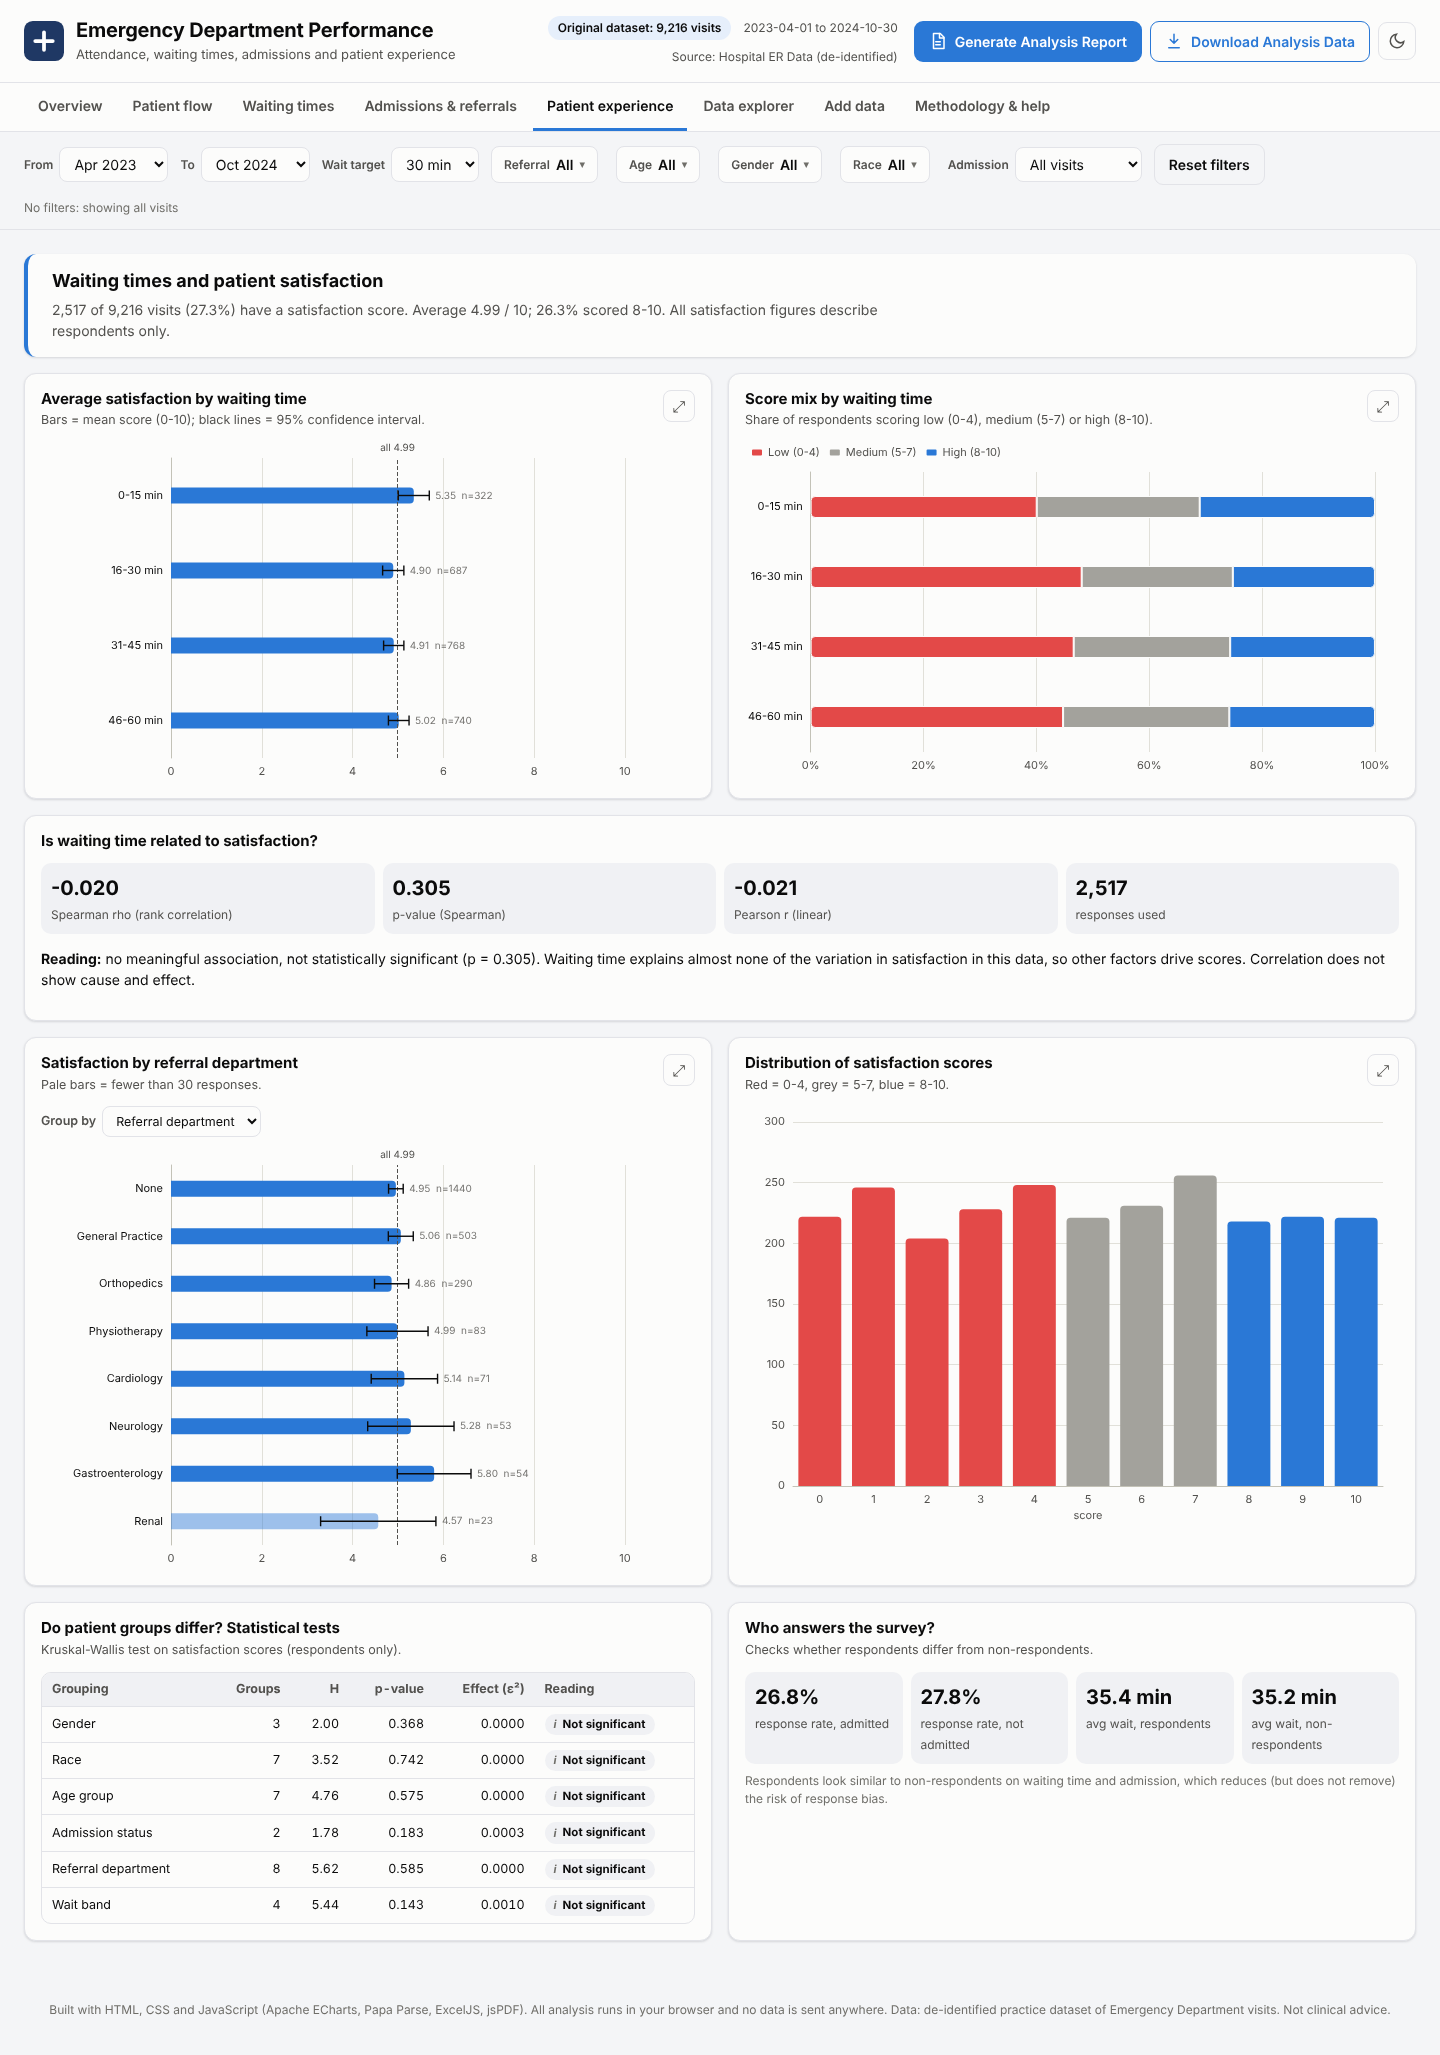 Emergency Department Performance
Attendance, waiting times, admissions and patient experience
Original dataset: 9,216 visits
2023-04-01 to 2024-10-30
Source: Hospital ER Data (de-identified)
Generate Analysis Report
Download Analysis Data
Overview
Patient flow
Waiting times
Admissions & referrals
Patient experience
Data explorer
Add data
Methodology & help
From Apr 2023
To Oct 2024
Wait target 30 min
Referral All
Age All
Gender All
Race All
Admission All visits
Reset filters
No filters: showing all visits
Waiting times and patient satisfaction
2,517 of 9,216 visits (27.3%) have a satisfaction score. Average 4.99 / 10; 26.3% scored 8-10. All satisfaction figures describe
respondents only.
Average satisfaction by waiting time
Bars = mean score (0-10); black lines = 95% confidence interval.
all 4.99
0-15 min 5.35 n=322
16-30 min 4.90 n=687
31-45 min 4.91 n=768
46-60 min 5.02 n=740
0 2 4 6 8 10
Score mix by waiting time
Share of respondents scoring low (0-4), medium (5-7) or high (8-10).
Low (0-4) Medium (5-7) High (8-10)
0-15 min
16-30 min
31-45 min
46-60 min
0% 20% 40% 60% 80% 100%
Is waiting time related to satisfaction?
-0.020
Spearman rho (rank correlation)
0.305
p-value (Spearman)
-0.021
Pearson r (linear)
2,517
responses used
Reading: no meaningful association, not statistically significant (p = 0.305). Waiting time explains almost none of the variation in satisfaction in this data, so other factors drive scores. Correlation does not
show cause and effect.
Satisfaction by referral department
Pale bars = fewer than 30 responses.
Group by Referral department
all 4.99
None 4.95 n=1440
General Practice 5.06 n=503
Orthopedics 4.86 n=290
Physiotherapy 4.99 n=83
Cardiology 5.14 n=71
Neurology 5.28 n=53
Gastroenterology 5.80 n=54
Renal 4.57 n=23
0 2 4 6 8 10
Distribution of satisfaction scores
Red = 0-4, grey = 5-7, blue = 8-10.
300
250
200
150
100
50
0
0 1 2 3 4 5 6 7 8 9 10
score
Do patient groups differ? Statistical tests
Kruskal-Wallis test on satisfaction scores (respondents only).
Grouping Groups H p-value Effect (ε²) Reading
Gender 3 2.00 0.368 0.0000 i Not significant
Race 7 3.52 0.742 0.0000 i Not significant
Age group 7 4.76 0.575 0.0000 i Not significant
Admission status 2 1.78 0.183 0.0003 i Not significant
Referral department 8 5.62 0.585 0.0000 i Not significant
Wait band 4 5.44 0.143 0.0010 i Not significant
Who answers the survey?
Checks whether respondents differ from non-respondents.
26.8%
response rate, admitted
27.8%
response rate, not
admitted
35.4 min
avg wait, respondents
35.2 min
avg wait, non-
respondents
Respondents look similar to non-respondents on waiting time and admission, which reduces (but does not remove)
the risk of response bias.
Built with HTML, CSS and JavaScript (Apache ECharts, Papa Parse, ExcelJS, jsPDF). All analysis runs in your browser and no data is sent anywhere. Data: de-identified practice dataset of Emergency Department visits. Not clinical advice.